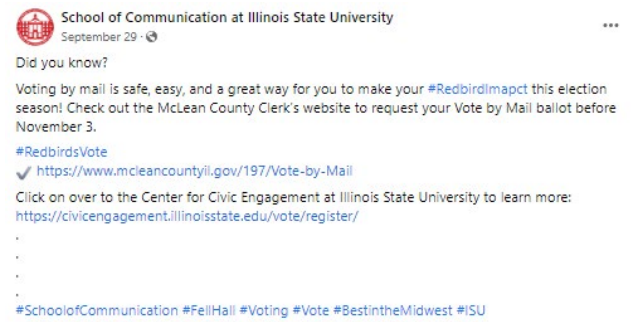 School of Communication at Illinois State University
September 29 ·
Did you know?
Voting by mail is safe, easy, and a great way for you to make your #RedbirdImapct this election
season! Check out the McLean County Clerk's website to request your Vote by Mail ballot before
November 3.
#RedbirdsVote
✔ https://www.mcleancountyil.gov/197/Vote-by-Mail
Click on over to the Center for Civic Engagement at Illinois State University to learn more:
https://civicengagement.illinoisstate.edu/vote/register/
.
.
.
.
#SchoolofCommunication #FellHall #Voting #Vote #BestintheMidwest #ISU